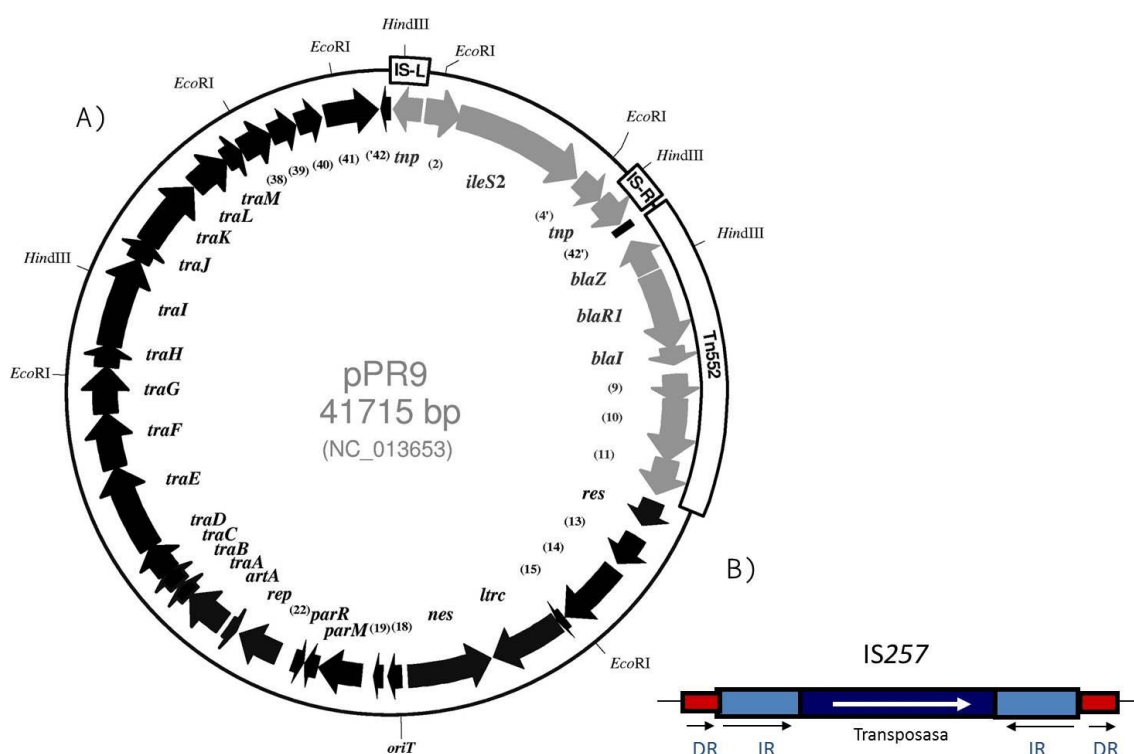 A)
HindIII
EcoRI
IS-L
EcoRI
EcoRI
EcoRI
HindIII
IS-R
HindIII
Tn552
EcoRI
oriT
EcoRI
HindIII
('42)
tnp
(2)
ileS2
(4')
tnp
(42')
blaZ
blaR1
blaI
(9)
(10)
(11)
res
(13)
(14)
(15)
ltrc
nes
(18)
(19)
parM
parR
(22)
rep
artA
traA
traB
traC
traD
traE
traF
traG
traH
traI
traJ
traK
traL
traM
(38)
(39)
(40)
(41)
pPR9
41715 bp
(NC_013653)
B)
IS257
Transposasa
DR
IR
IR
DR